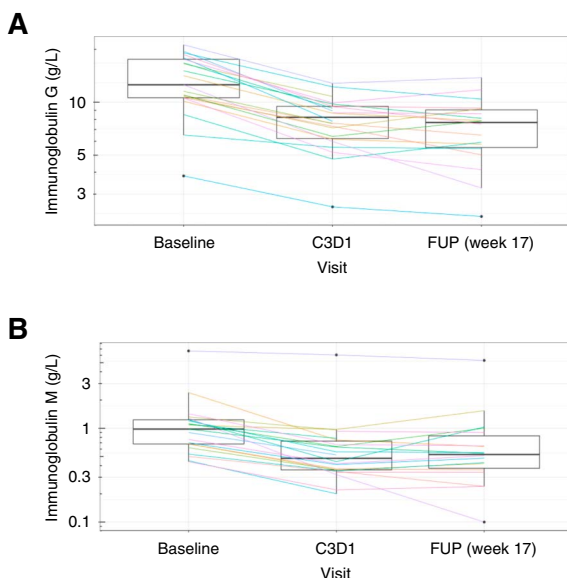 A
Immunoglobulin G (g/L)
10
5
3
Baseline C3D1 FUP (week 17)
Visit
B
Immunoglobulin M (g/L)
3
1
0.3
0.1
Baseline C3D1 FUP (week 17)
Visit